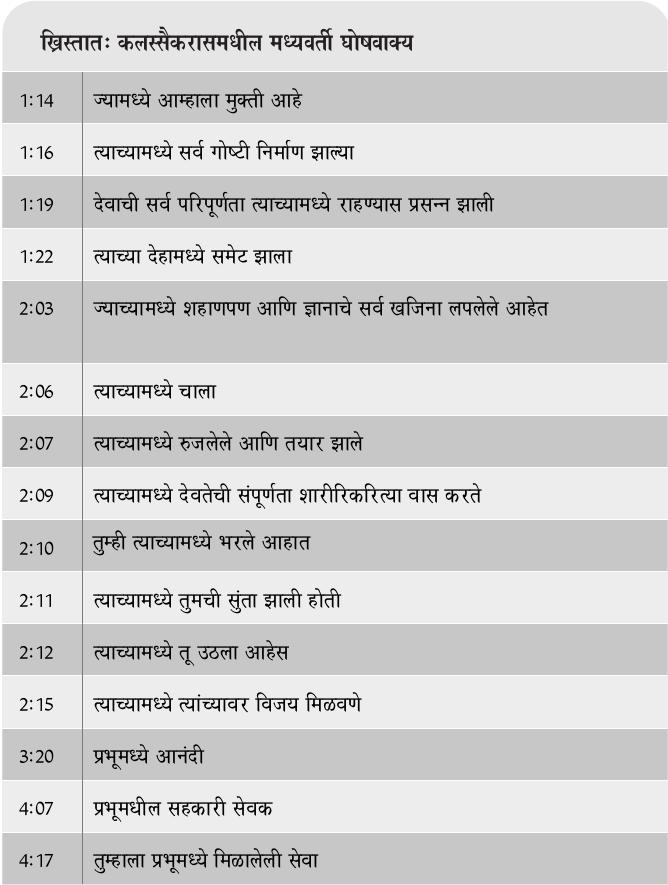 ख्रिस्तातः कलस्सैकरासमधील मध्यवर्ती घोषवाक्य
1:14 ज्यामध्ये आम्हाला मुक्ती आहे
1:16 त्याच्यामध्ये सर्व गोष्टी निर्माण झाल्या
1:19 देवाची सर्व परिपूर्णता त्याच्यामध्ये राहण्यास प्रसन्न झाली
1:22 त्याच्या देहामध्ये समेट झाला
2:03 ज्याच्यामध्ये शहाणपण आणि ज्ञानाचे सर्व खजिना लपलेले आहेत
2:06 त्याच्यामध्ये चाला
2:07 त्याच्यामध्ये रुजलेले आणि तयार झाले
2:09 त्याच्यामध्ये देवतेची संपूर्णता शारीरिकरित्या वास करते
2:10 तुम्ही त्याच्यामध्ये भरले आहात
2:11 त्याच्यामध्ये तुमची सुंता झाली होती
2:12 त्याच्यामध्ये तू उठला आहेस
2:15 त्याच्यामध्ये त्यांच्यावर विजय मिळवणे
3:20 प्रभूमध्ये आनंदी
4:07 प्रभूमधील सहकारी सेवक
4:17 तुम्हाला प्रभूमध्ये मिळालेली सेवा